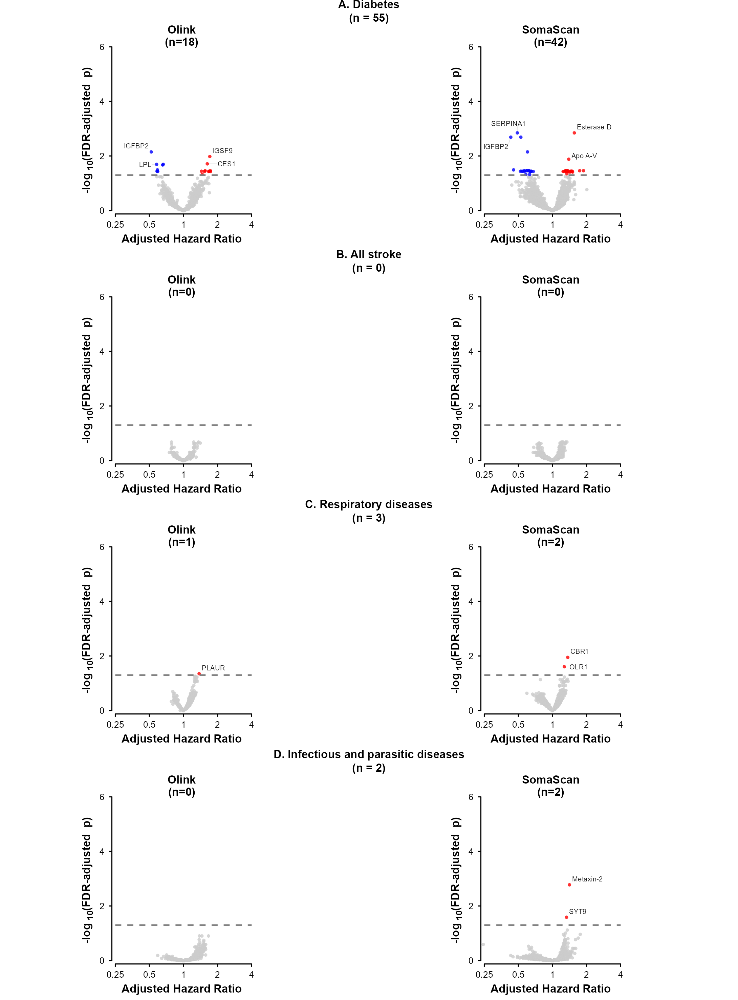 A. Diabetes
(n = 55)
Olink
(n=18)
6
4
2
0
-log 10(FDR-adjusted p)
IGFBP2
LPL
IGSF9
CES1
0.25 0.5 1 2 4
Adjusted Hazard Ratio
SomaScan
(n=42)
6
4
2
0
-log 10(FDR-adjusted p)
SERPINA1
IGFBP2
Esterase D
Apo A-V
0.25 0.5 1 2 4
Adjusted Hazard Ratio
B. All stroke
(n = 0)
Olink
(n=0)
6
4
2
0
-log 10(FDR-adjusted p)
0.25 0.5 1 2 4
Adjusted Hazard Ratio
SomaScan
(n=0)
6
4
2
0
-log 10(FDR-adjusted p)
0.25 0.5 1 2 4
Adjusted Hazard Ratio
C. Respiratory diseases
(n = 3)
Olink
(n=1)
6
4
2
0
-log 10(FDR-adjusted p)
PLAUR
0.25 0.5 1 2 4
Adjusted Hazard Ratio
SomaScan
(n=2)
6
4
2
0
-log 10(FDR-adjusted p)
CBR1
OLR1
0.25 0.5 1 2 4
Adjusted Hazard Ratio
D. Infectious and parasitic diseases
(n = 2)
Olink
(n=0)
6
4
2
0
-log 10(FDR-adjusted p)
0.25 0.5 1 2 4
Adjusted Hazard Ratio
SomaScan
(n=2)
6
4
2
0
-log 10(FDR-adjusted p)
Metaxin-2
SYT9
0.25 0.5 1 2 4
Adjusted Hazard Ratio